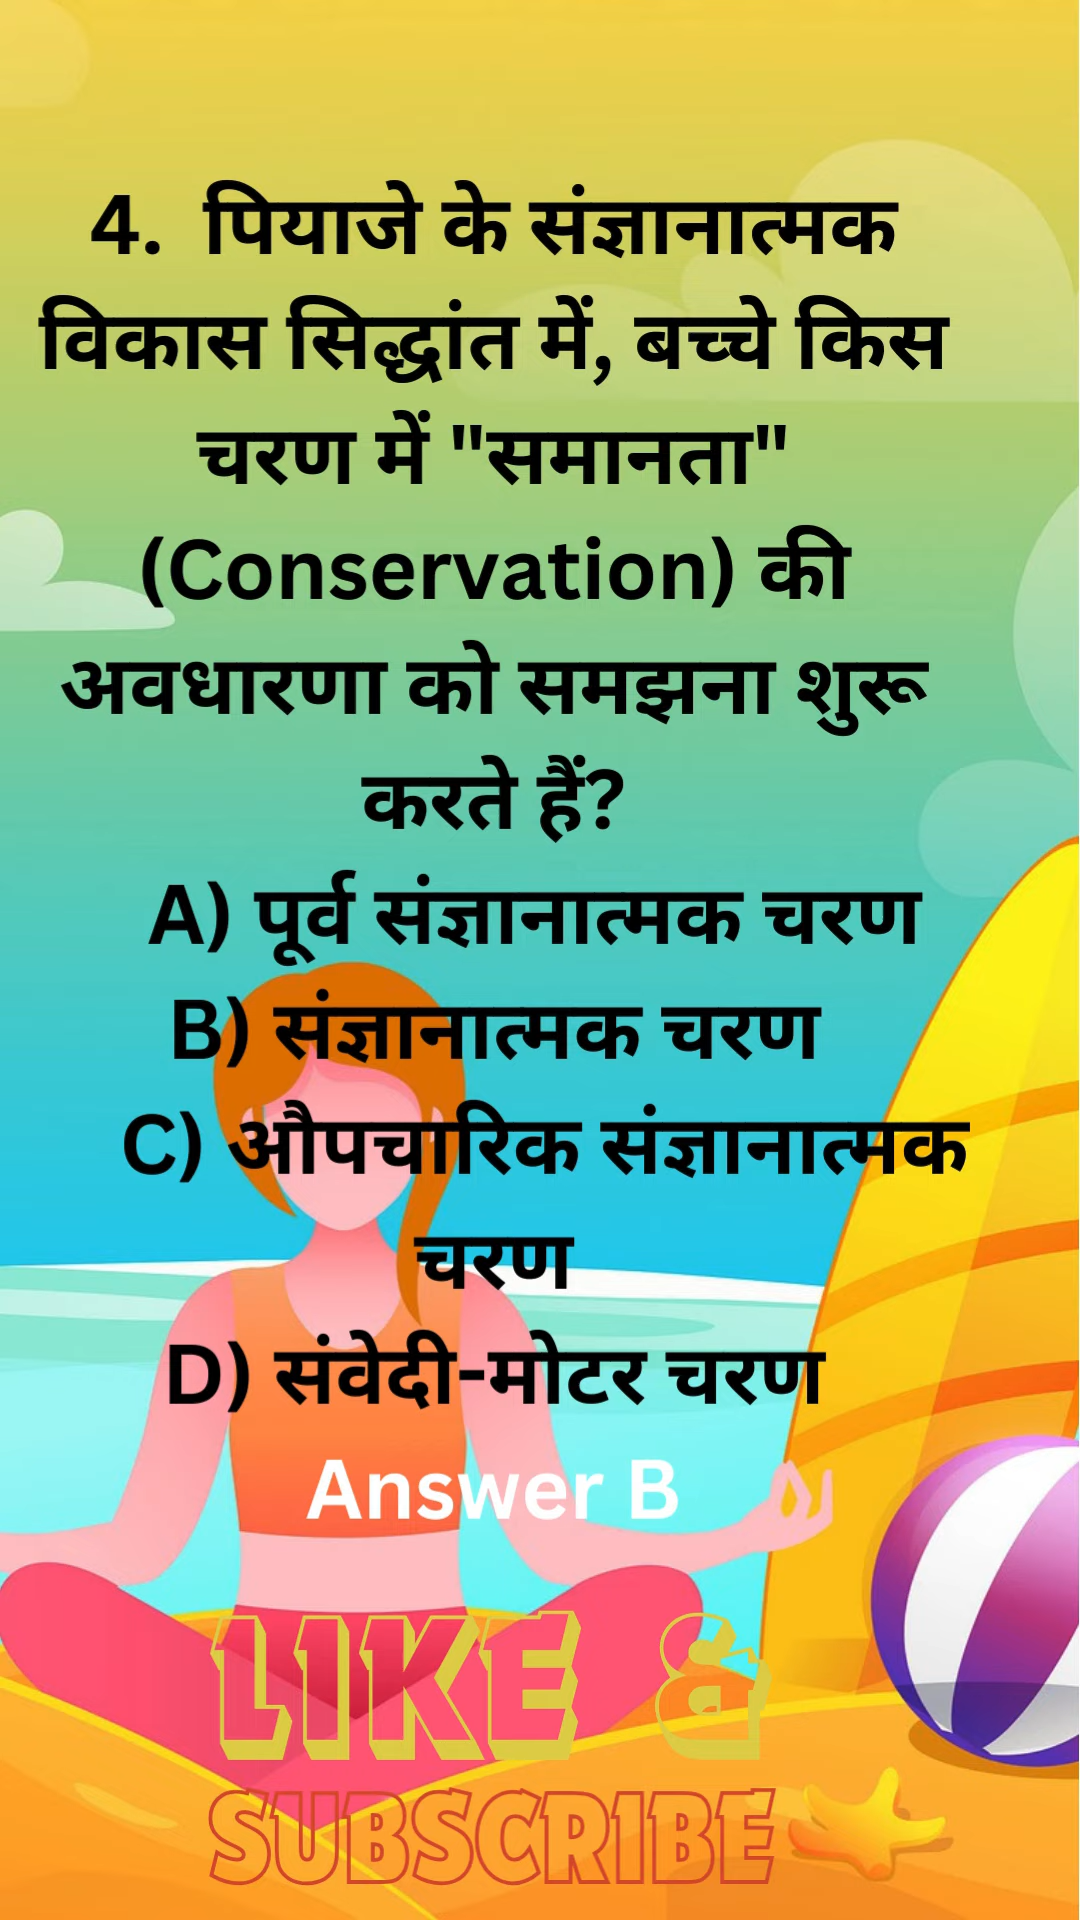 4. पियाजे के संज्ञानात्मक
विकास सिद्धांत में, बच्चे किस
चरण में "समानता"
(Conservation) की
अवधारणा को समझना शुरू
करते हैं?
A) पूर्व संज्ञानात्मक चरण
B) संज्ञानात्मक चरण
C) औपचारिक संज्ञानात्मक
चरण
D) संवेदी-मोटर चरण
Answer B
LIKE &
SUBSCRIBE